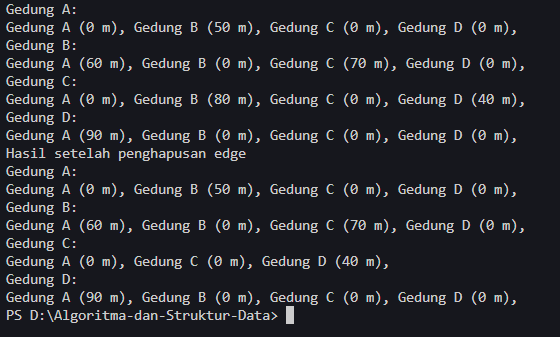 Gedung A:
Gedung A (0 m), Gedung B (50 m), Gedung C (0 m), Gedung D (0 m),
Gedung B:
Gedung A (60 m), Gedung B (0 m), Gedung C (70 m), Gedung D (0 m),
Gedung C:
Gedung A (0 m), Gedung B (80 m), Gedung C (0 m), Gedung D (40 m),
Gedung D:
Gedung A (90 m), Gedung B (0 m), Gedung C (0 m), Gedung D (0 m),
Hasil setelah penghapusan edge
Gedung A:
Gedung A (0 m), Gedung B (50 m), Gedung C (0 m), Gedung D (0 m),
Gedung B:
Gedung A (60 m), Gedung B (0 m), Gedung C (70 m), Gedung D (0 m),
Gedung C:
Gedung A (0 m), Gedung C (0 m), Gedung D (40 m),
Gedung D:
Gedung A (90 m), Gedung B (0 m), Gedung C (0 m), Gedung D (0 m),
PS D:\Algoritma-dan-Struktur-Data>